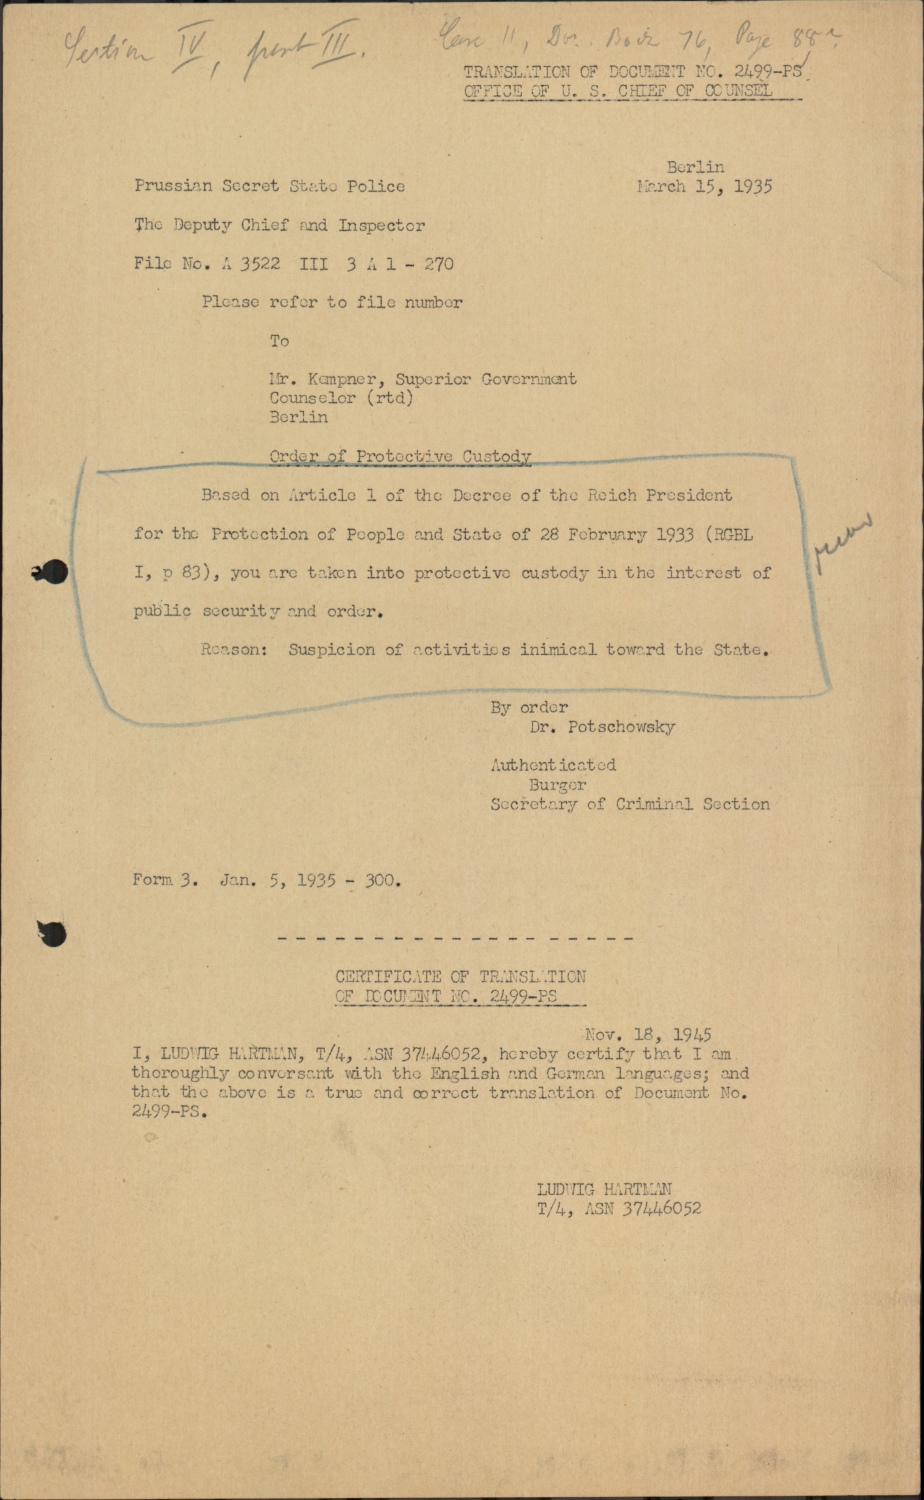 Section IV, part III.
Case 11, Doc. Book 76, Page 88
TRANSLATION OF DOCUMENT NO. 2499-PS
OFFICE OF U. S. CHIEF OF COUNSEL
Berlin
Prussian Secret State Police March 15, 1935
The Deputy Chief and Inspector
File No. A 3522 III 3 A 1 - 270
Please refer to file number
To
Mr. Kempner, Superior Government
Counselor (rtd)
Berlin
Order of Protective Custody
Based on Article 1 of the Decree of the Reich President
for the Protection of People and State of 28 February 1933 (RGBL
I, p 83), you are taken into protective custody in the interest of
public security and order.
Reason: Suspicion of activities inimical toward the State.
By order
Dr. Potschowsky
Authenticated
Burger
Secretary of Criminal Section
Form 3. Jan. 5, 1935 - 300.
- - - - - - - - - - - - - - - - - - -
CERTIFICATE OF TRANSLATION
OF DOCUMENT NO. 2499-PS
Nov. 18, 1945
I, LUDWIG HARTMAN, T/4, ASN 37446052, hereby certify that I am
thoroughly conversant with the English and German languages; and
that the above is a true and correct translation of Document No.
2499-PS.
LUDWIG HARTMAN
T/4, ASN 37446052